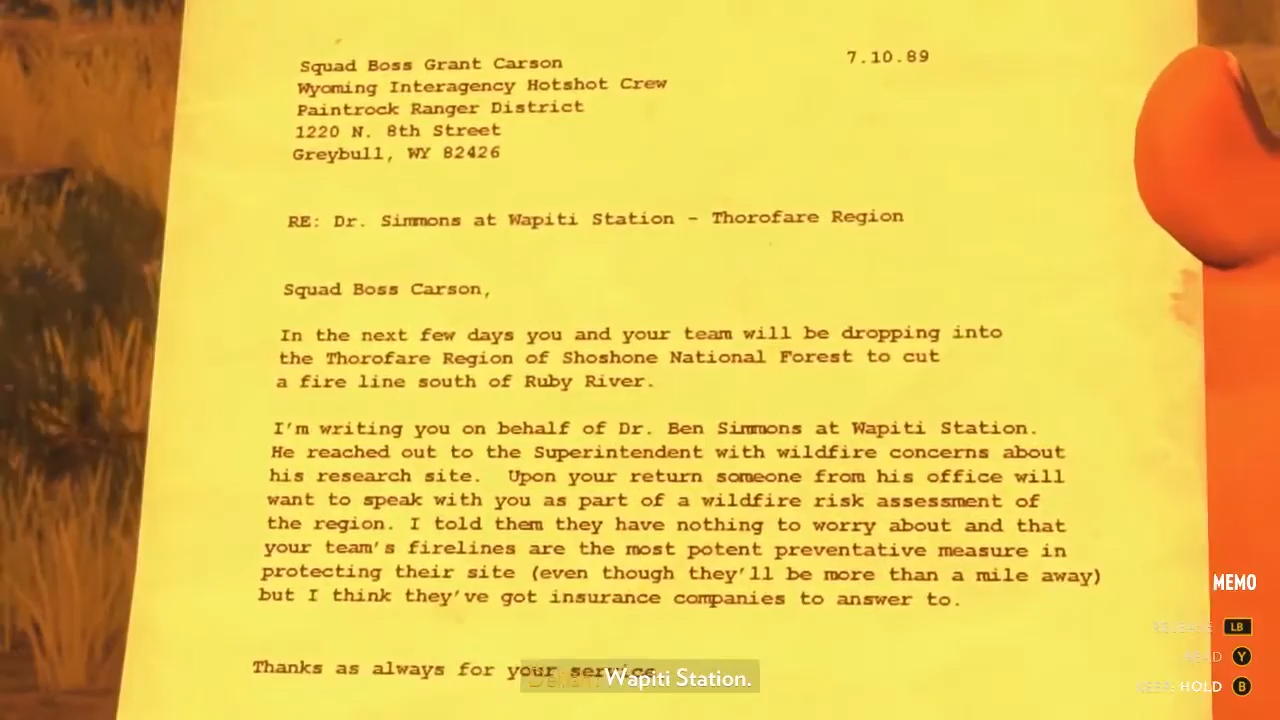 Squad Boss Grant Carson
7.10.89
Wyoming Interagency Hotshot Crew
Paintrock Ranger District
1220 N. 8th Street
Greybull, WY 82426
RE: Dr. Simmons at Wapiti Station - Thorofare Region
Squad Boss Carson,
In the next few days you and your team will be dropping into
the Thorofare Region of Shoshone National Forest to cut
a fire line south of Ruby River.
I'm writing you on behalf of Dr. Ben Simmons at Wapiti Station.
He reached out to the Superintendent with wildfire concerns about
his research site.  Upon your return someone from his office will
want to speak with you as part of a wildfire risk assessment of
the region. I told them they have nothing to worry about and that
your team's firelines are the most potent preventative measure in
protecting their site (even though they'll be more than a mile away)
but I think they've got insurance companies to answer to.
Thanks as always for your service
Wapiti Station.
MEMO
RELEASE LB
READ Y
HOLD B